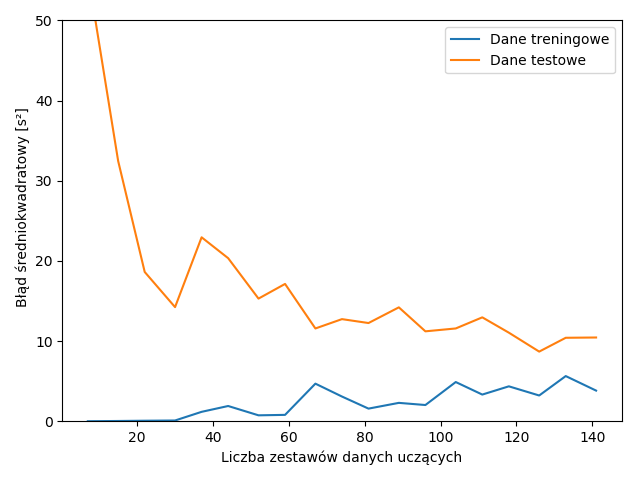 50
40
30
20
10
0
Błąd średniokwadratowy [s²]
Dane treningowe
Dane testowe
20 40 60 80 100 120 140
Liczba zestawów danych uczących